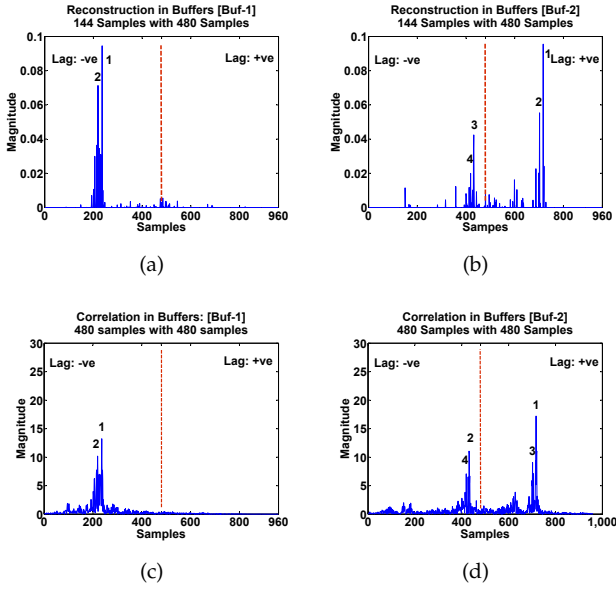 Reconstruction in Buffers [Buf-1]
144 Samples with 480 Samples
0.1
0.08
0.06
0.04
0.02
0
Magnitude
Lag: -ve
Lag: +ve
1
2
0 200 400 600 800 960
Samples
(a)
Reconstruction in Buffers [Buf-2]
144 Samples with 480 Samples
0.1
0.08
0.06
0.04
0.02
0
Magnitude
Lag: -ve
Lag: +ve
1
2
3
4
0 200 400 600 800 960
Samples
(b)
Correlation in Buffers: [Buf-1]
480 Samples with 480 samples
30
25
20
15
10
5
0
Magnitude
Lag: -ve
Lag: +ve
1
2
0 200 400 600 800 960
Samples
(c)
Correlation in Buffers [Buf-2]
480 Samples with 480 Samples
30
25
20
15
10
5
0
Magnitude
Lag: -ve
Lag: +ve
1
2
3
4
0 200 400 600 800 1,000
Samples
(d)